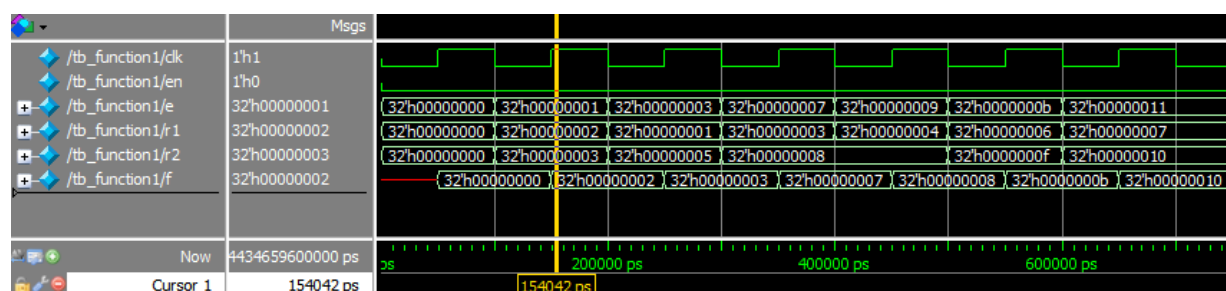 Msgs
/tb_function1/clk 1'h1
/tb_function1/en 1'h0
/tb_function1/e 32'h00000001 32'h00000000 32'h00000001 32'h00000003 32'h00000007 32'h00000009 32'h0000000b 32'h00000011
/tb_function1/r1 32'h00000002 32'h00000000 32'h00000002 32'h00000001 32'h00000003 32'h00000004 32'h00000006 32'h00000007
/tb_function1/r2 32'h00000003 32'h00000000 32'h00000003 32'h00000005 32'h00000008 32'h0000000f 32'h00000010
/tb_function1/f 32'h00000002 32'h00000000 32'h00000002 32'h00000003 32'h00000007 32'h00000008 32'h0000000b 32'h00000010
Now 4434659600000 ps ps 200000 ps 400000 ps 600000 ps
Cursor 1 154042 ps 154042 ps